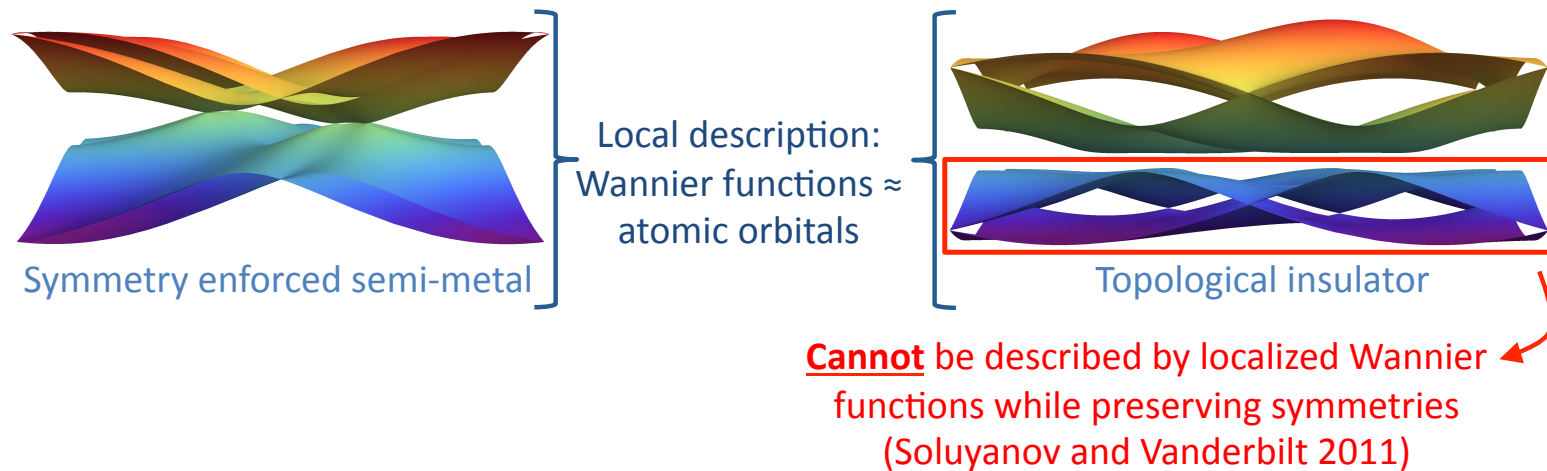 Local description:
Wannier functions ≈
atomic orbitals
Symmetry enforced semi-metal
Topological insulator
Cannot be described by localized Wannier
functions while preserving symmetries
(Soluyanov and Vanderbilt 2011)